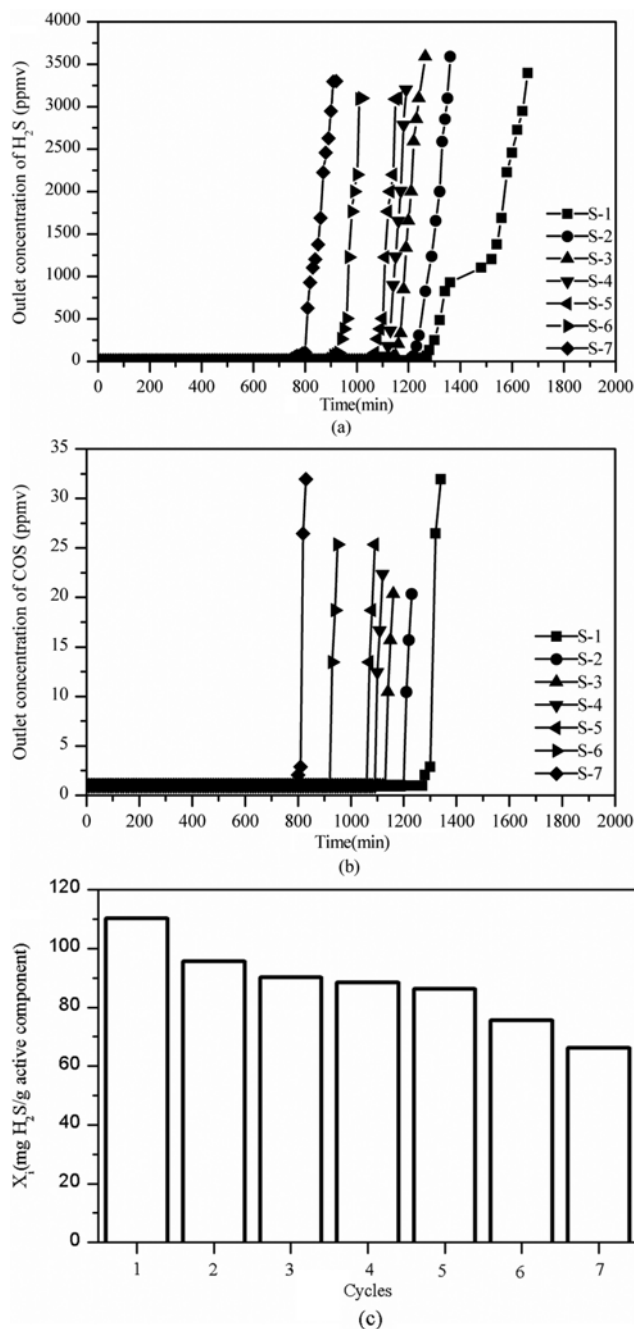 4000
3500
3000
2500
2000
1500
1000
500
0
Outlet concentration of H₂S (ppmv)
S-1
S-2
S-3
S-4
S-5
S-6
S-7
0 200 400 600 800 1000 1200 1400 1600 1800 2000
Time(min)
(a)
35
30
25
20
15
10
5
0
Outlet concentration of COS (ppmv)
S-1
S-2
S-3
S-4
S-5
S-6
S-7
0 200 400 600 800 1000 1200 1400 1600 1800 2000
Time(min)
(b)
120
100
80
60
40
20
0
Xᵢ(mg H₂S/g active component)
1 2 3 4 5 6 7
Cycles
(c)